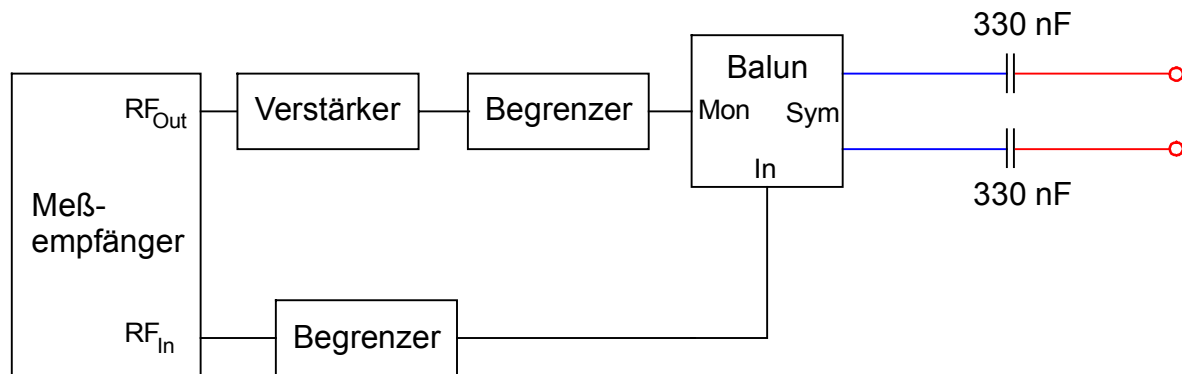 330 nF
Balun
RF Out
Verstärker
Begrenzer
Mon
Sym
In
330 nF
Meß-
empfänger
RF In
Begrenzer